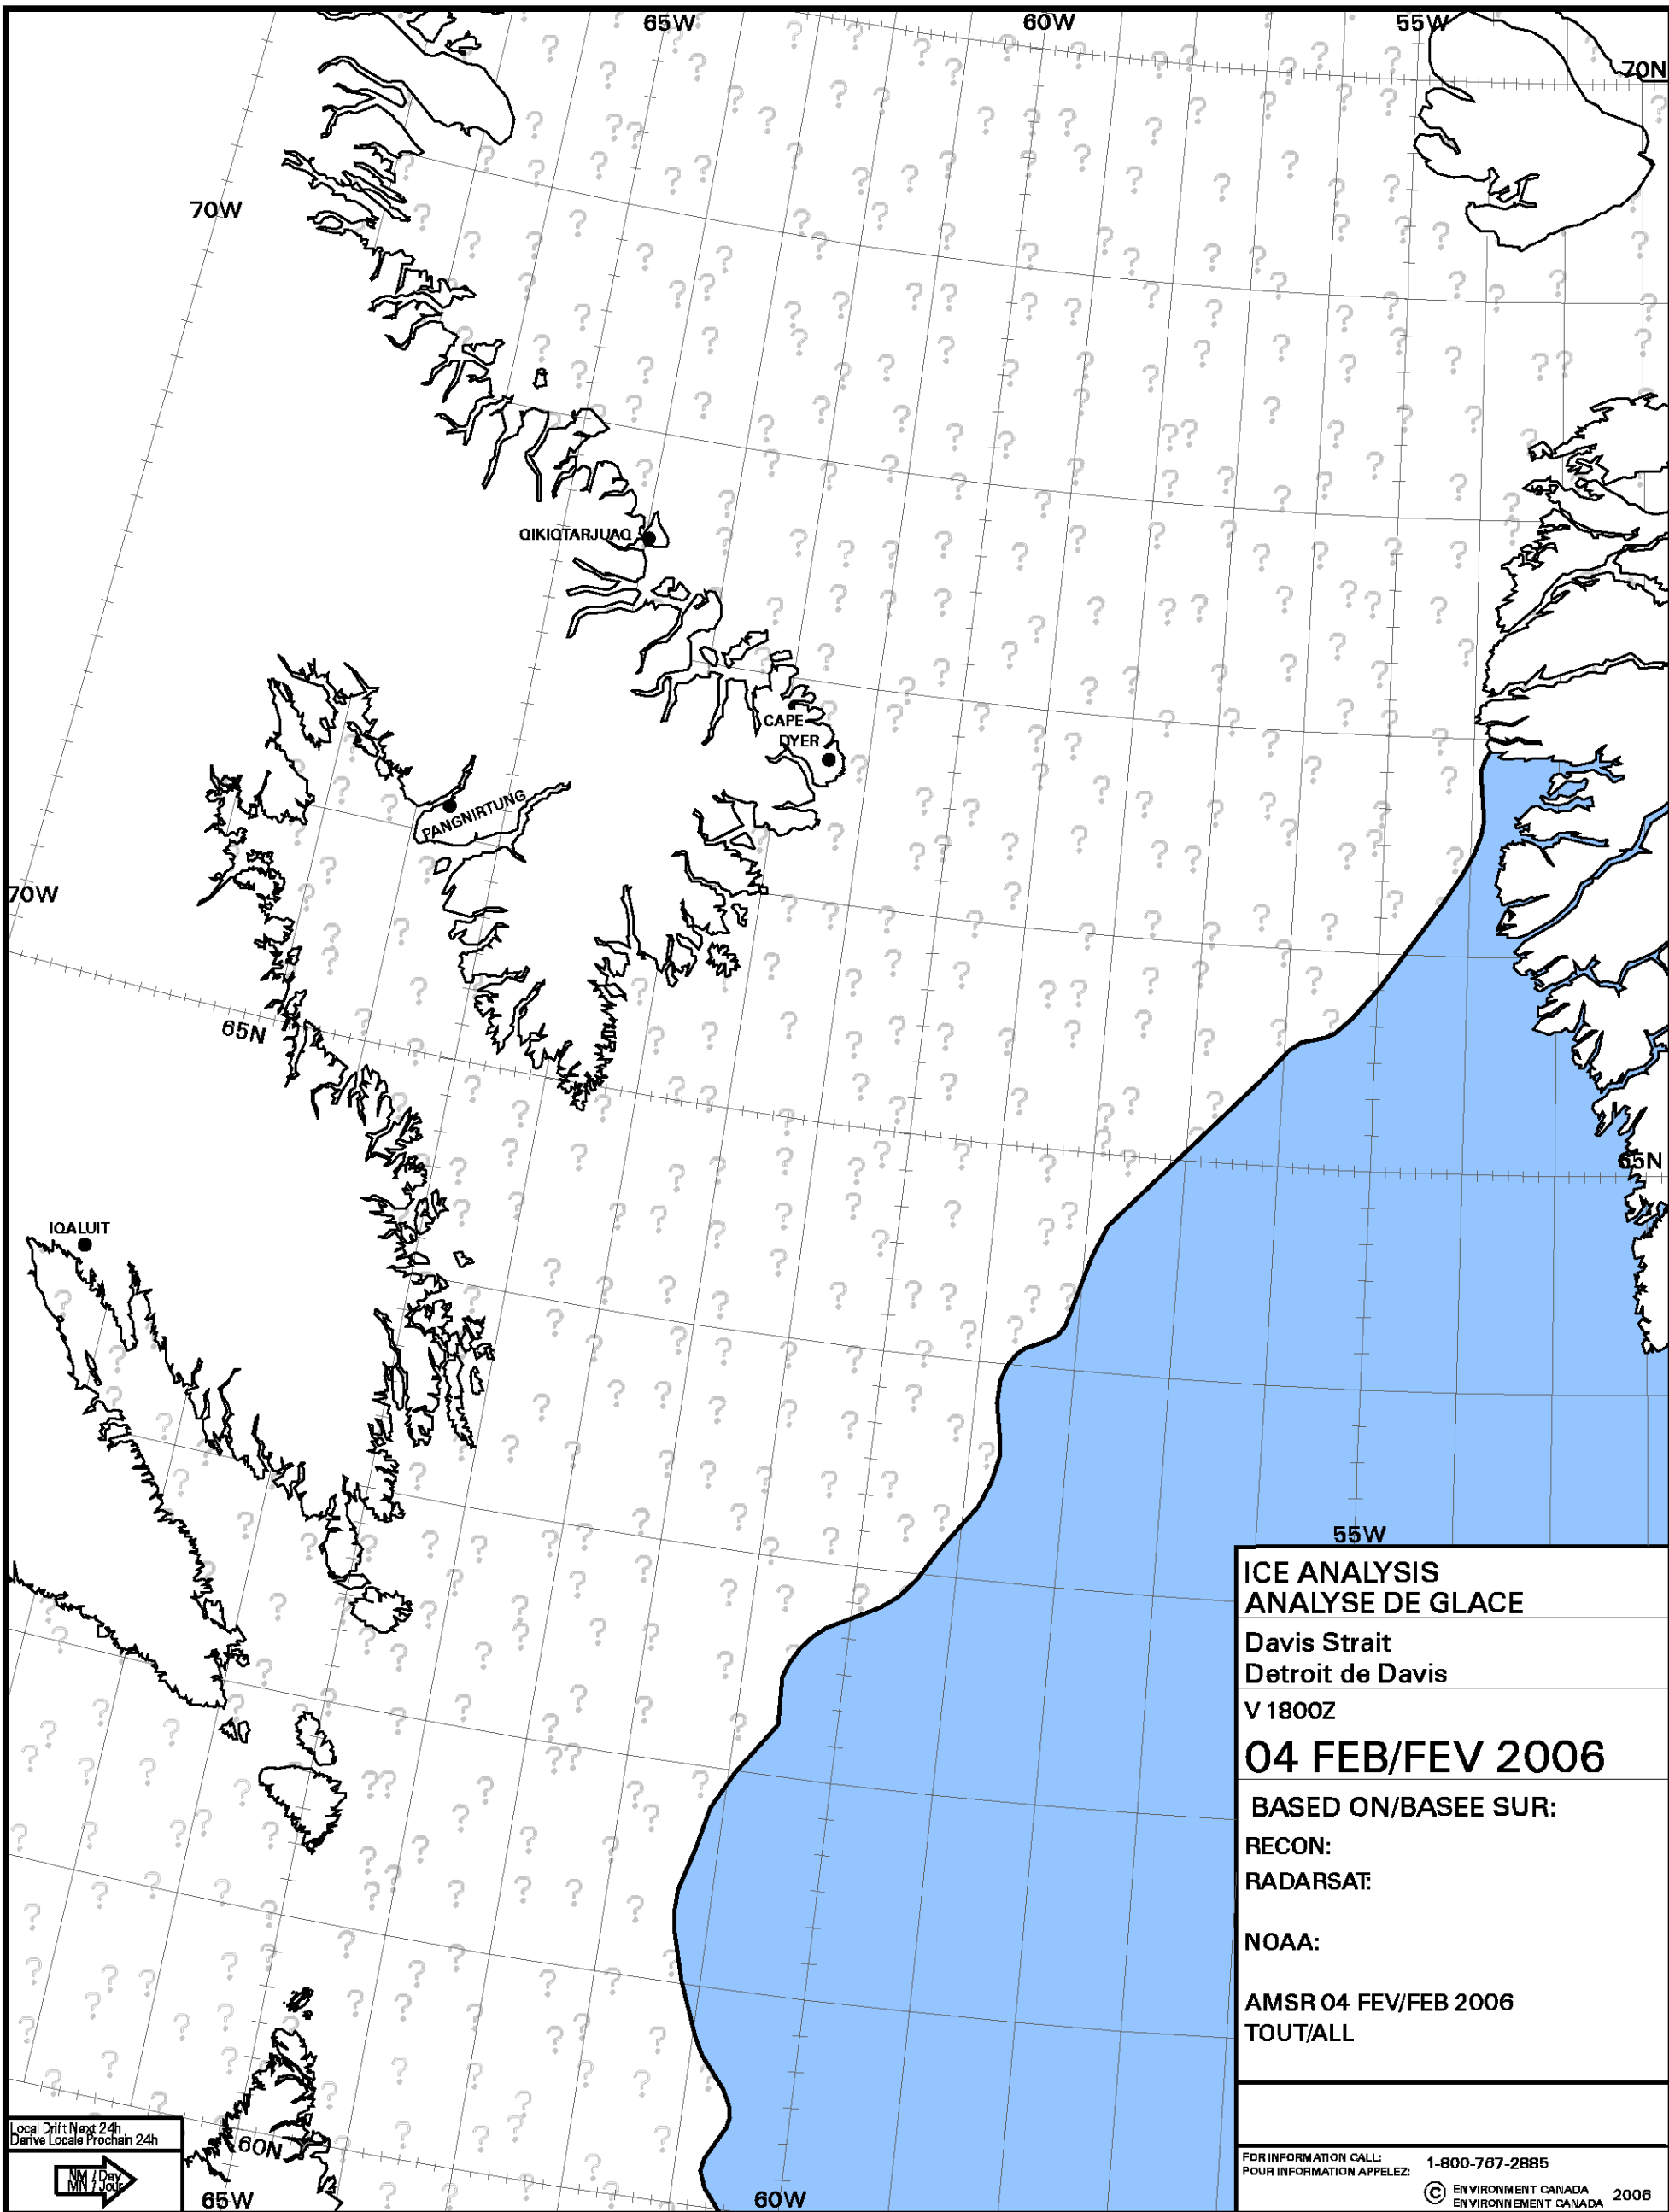 65W
60W
55W
70N
70W
QIKIQTARJUAQ
CAPE
DYER
PANGNIRTUNG
70W
65N
65N
IQALUIT
55W
ICE ANALYSIS
ANALYSE DE GLACE
Davis Strait
Detroit de Davis
V 1800Z
04 FEB/FEV 2006
BASED ON/BASEE SUR:
RECON:
RADARSAT:
NOAA:
AMSR 04 FEV/FEB 2006
TOUT/ALL
Local Drift Next 24h
Derive Locale Prochain 24h
NM / Day
MN / Jour
60N
65W
60W
FOR INFORMATION CALL: 1-800-767-2885
POUR INFORMATION APPELEZ:
© ENVIRONMENT CANADA 2006
ENVIRONNEMENT CANADA